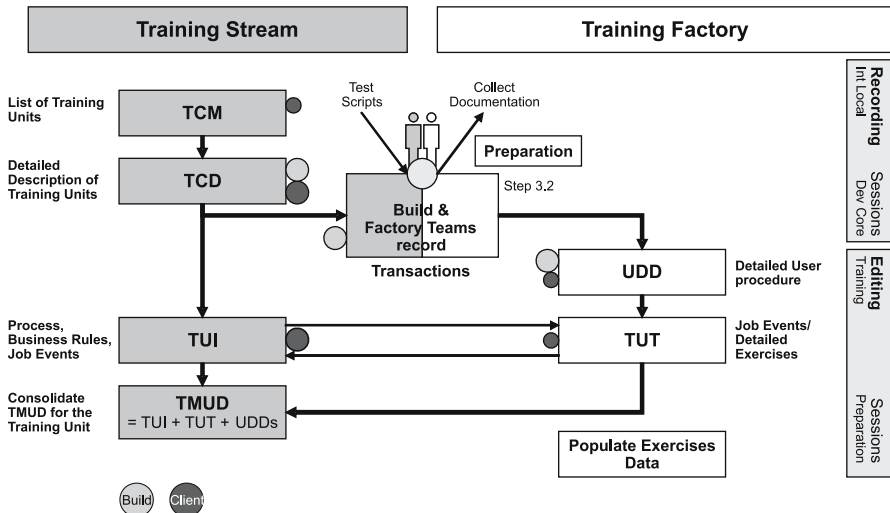 Training Stream
Training Factory
List of Training
Units
TCM
Test
Scripts
Collect
Documentation
Preparation
Detailed
Description of
Training Units
TCD
Step 3.2
Build &
Factory Teams
record
Transactions
UDD
Detailed User
procedure
Process,
Business Rules,
Job Events
TUI
TUT
Job Events/
Detailed
Exercises
Consolidate
TMUD for the
Training Unit
TMUD
= TUI + TUT + UDDs
Populate Exercises
Data
Build
Client
Recording
Int Local
Sessions
Dev Core
Editing
Training
Sessions
Preparation